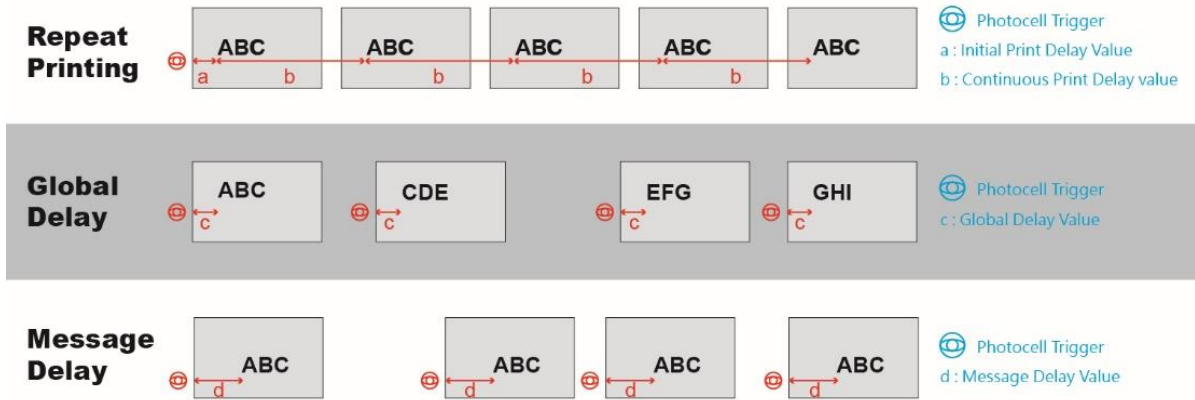 Repeat
Printing
ABC ABC ABC ABC ABC
a b b b b
Photocell Trigger
a : Initial Print Delay Value
b : Continuous Print Delay value
Global
Delay
ABC CDE EFG GHI
c c c c
Photocell Trigger
c : Global Delay Value
Message
Delay
ABC ABC ABC ABC
d d d d
Photocell Trigger
d : Message Delay Value